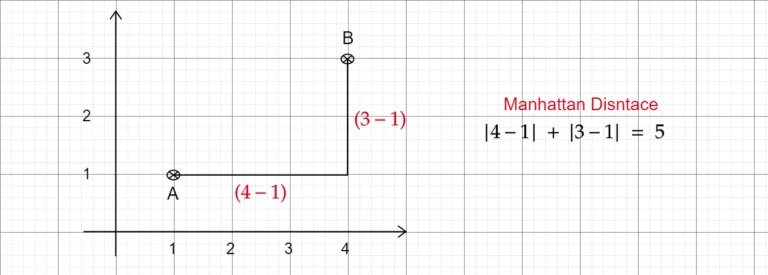 B
3
Manhattan Disntace
2
(3 – 1)
|4 – 1| + |3 – 1| = 5
1
A
(4 – 1)
1 2 3 4